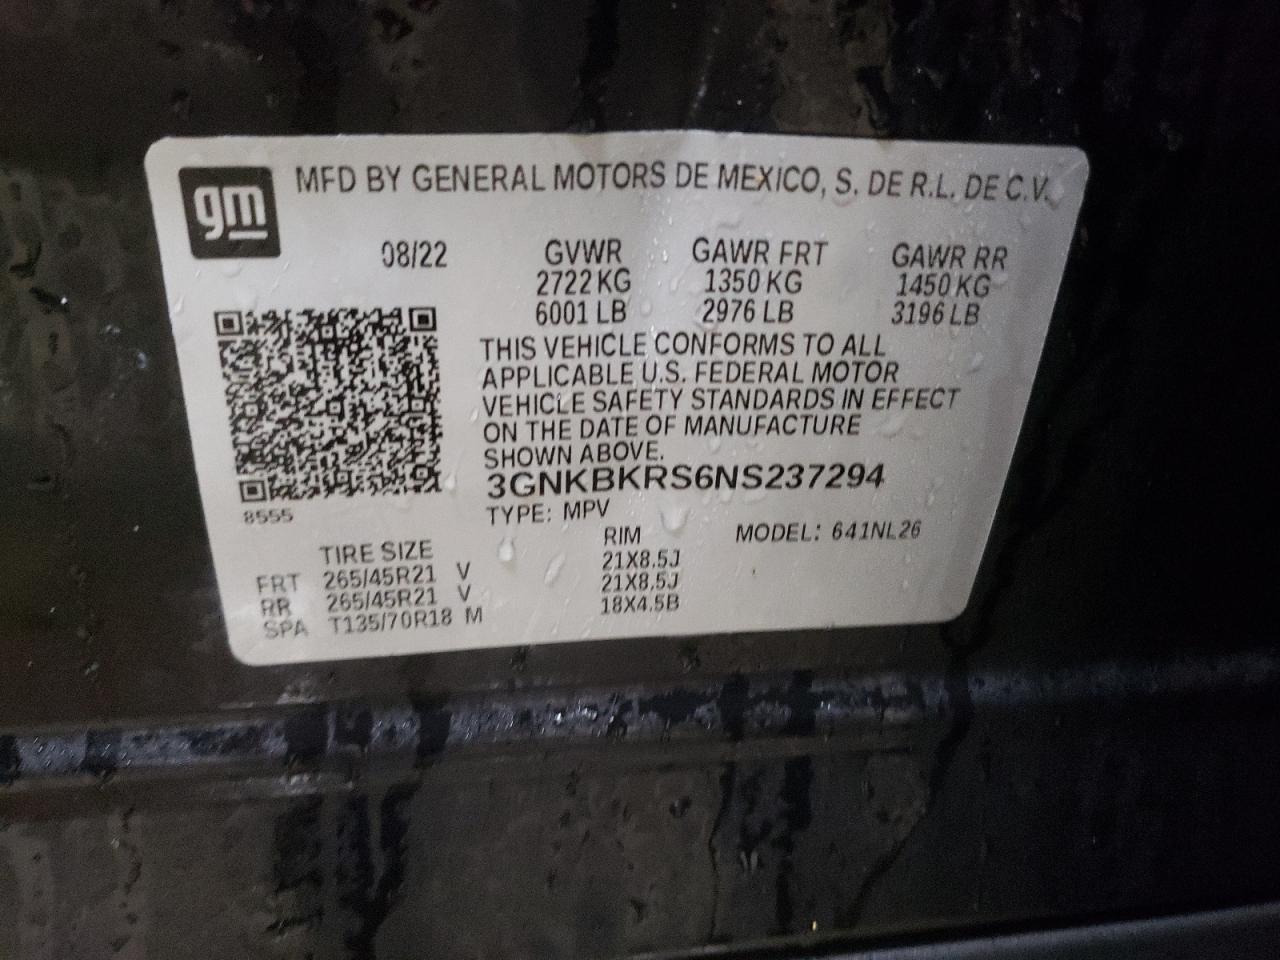 gm
MFD BY GENERAL MOTORS DE MEXICO, S. DE R.L. DE C.V.
08/22 GVWR GAWR FRT GAWR RR
2722 KG 1350 KG 1450 KG
6001 LB 2976 LB 3196 LB
THIS VEHICLE CONFORMS TO ALL
APPLICABLE U.S. FEDERAL MOTOR
VEHICLE SAFETY STANDARDS IN EFFECT
ON THE DATE OF MANUFACTURE
SHOWN ABOVE.
3GNKBKRS6NS237294
8555
TYPE: MPV
MODEL: 641NL26
TIRE SIZE RIM
FRT 265/45R21 V 21X8.5J
RR 265/45R21 V 21X8.5J
SPA T135/70R18 M 18X4.5B